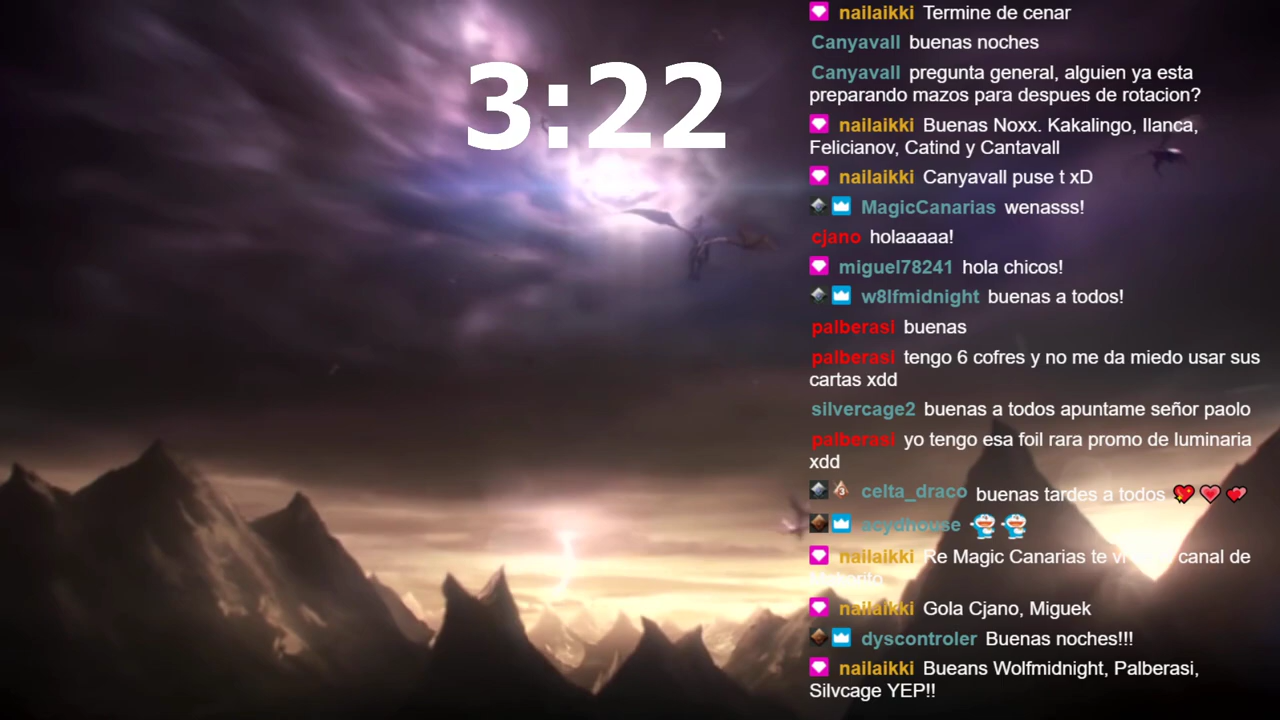 3:22
nailaikki Termine de cenar
Canyavall buenas noches
Canyavall pregunta general, alguien ya esta
preparando mazos para despues de rotacion?
nailaikki Buenas Noxx. Kakalingo, Ilanca,
Felicianov, Catind y Cantavall
nailaikki Canyavall puse t xD
MagicCanarias wenasss!
cjano holaaaaa!
miguel78241 hola chicos!
w8lfmidnight buenas a todos!
palberasi buenas
palberasi tengo 6 cofres y no me da miedo usar sus
cartas xdd
silvercage2 buenas a todos apuntame señor paolo
palberasi yo tengo esa foil rara promo de luminaria
xdd
3
celta_draco buenas tardes a todos
acydhouse
nailaikki Re Magic Canarias te vi canal de
nailaikki Gola Cjano, Miguek
dyscontroler Buenas noches!!!
nailaikki Bueans Wolfmidnight, Palberasi,
Silvcage YEP!!